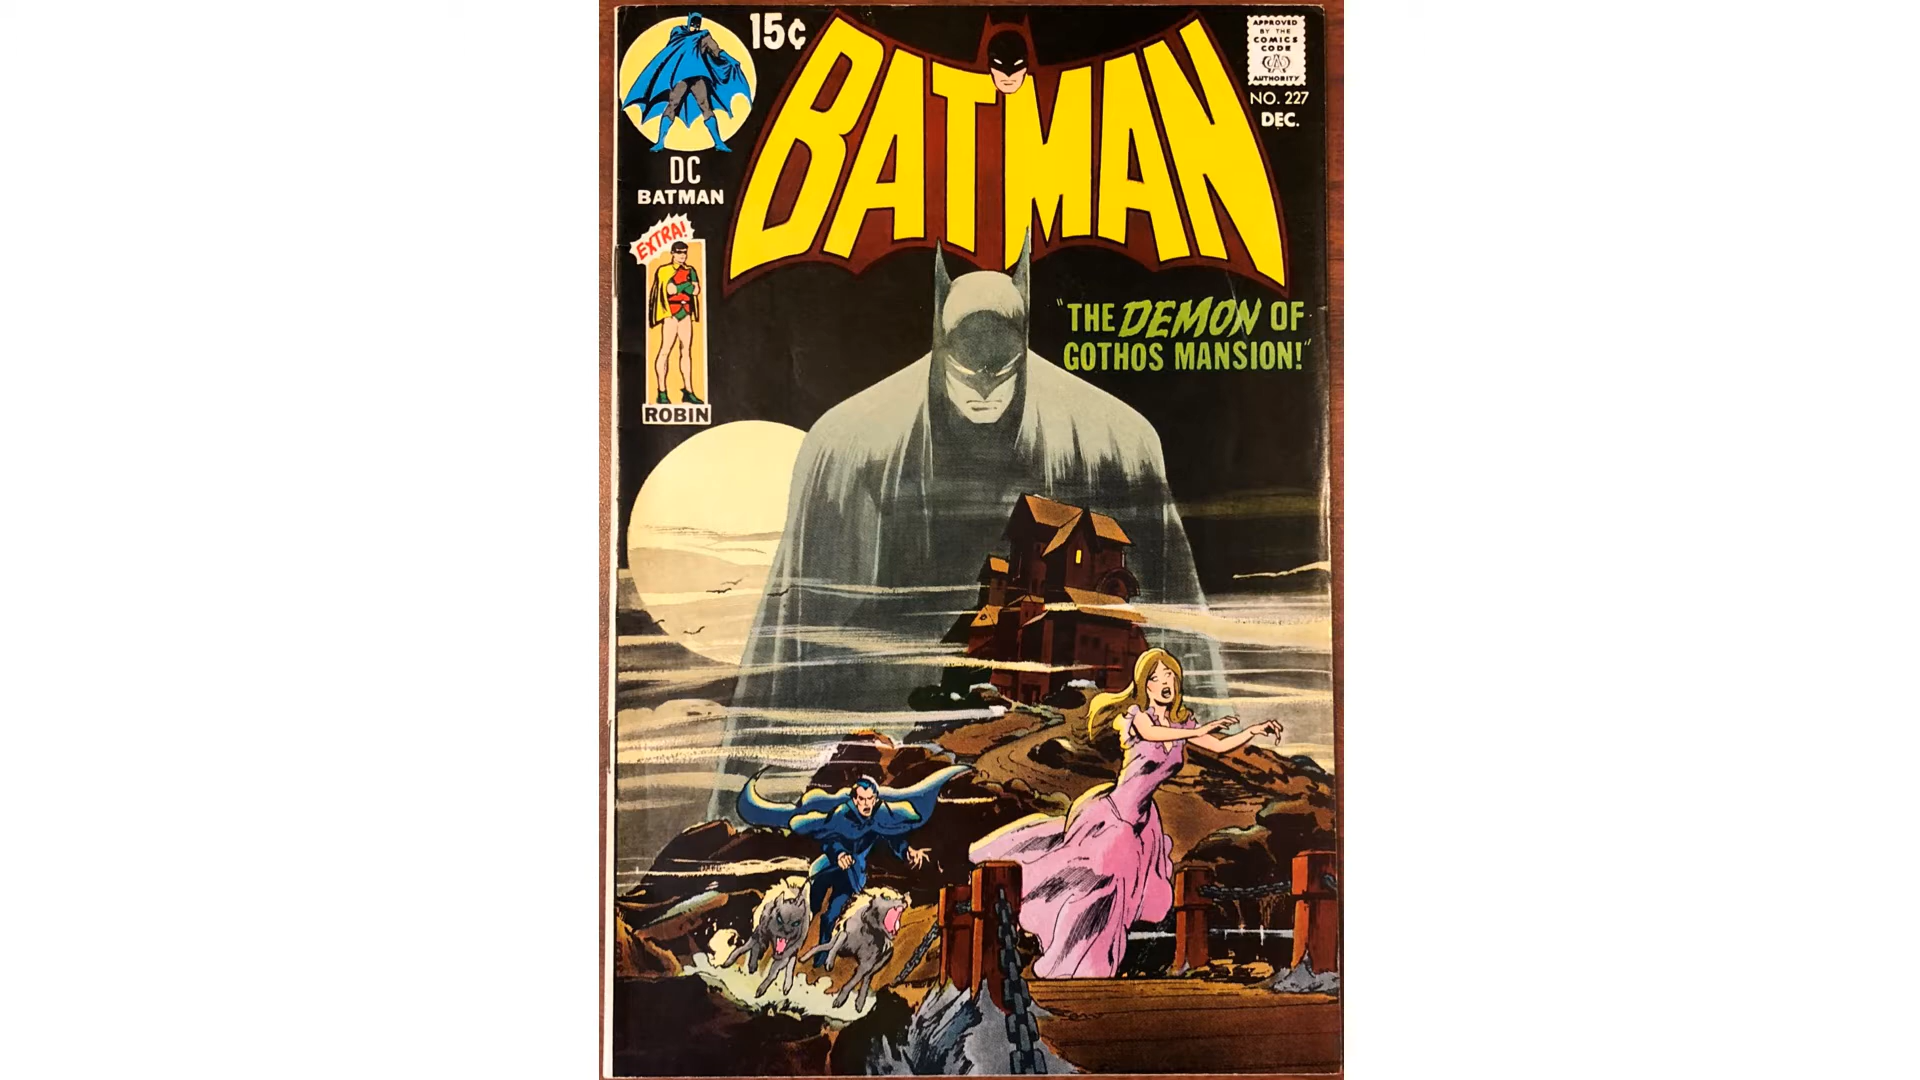 15¢
BATMAN
APPROVED
BY THE
COMICS
CODE
CA
AUTHORITY
NO. 227
DEC.
DC
BATMAN
EXTRA!
ROBIN
"THE DEMON OF
GOTHOS MANSION!"